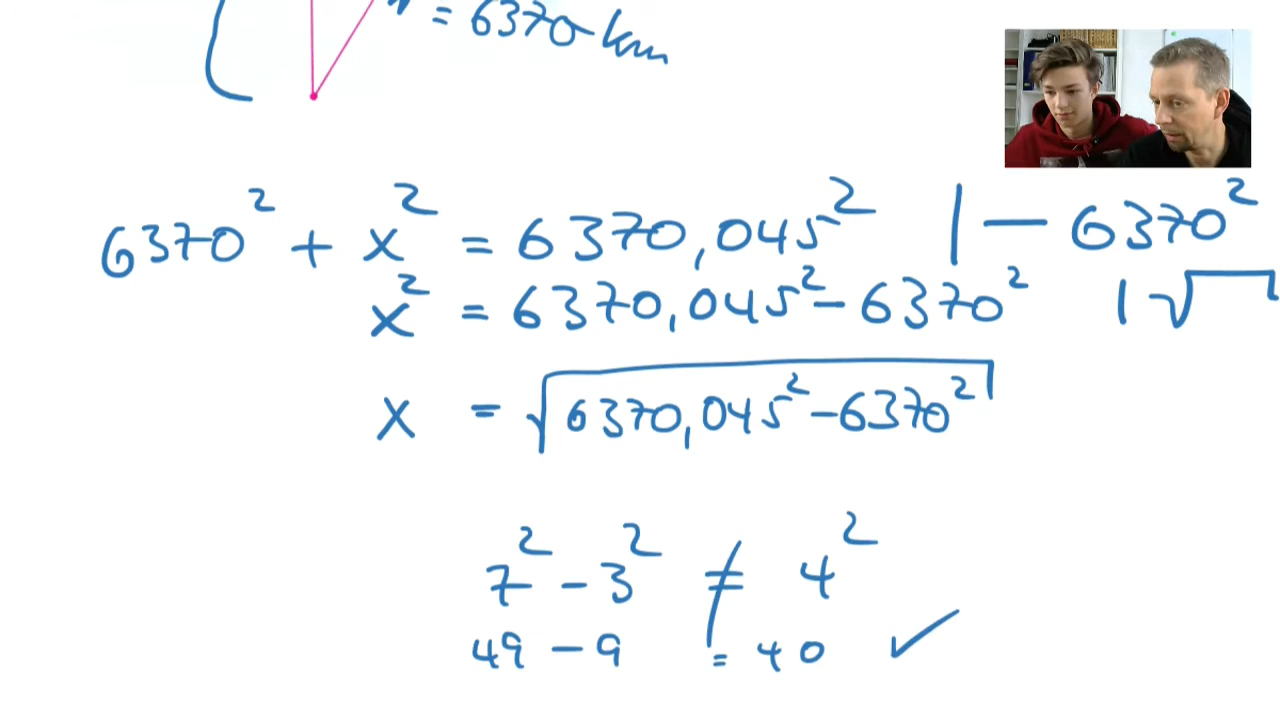 = 6370 km
6370² + x² = 6370,045² | − 6370²
x² = 6370,045² − 6370² | √
x = √(6370,045² − 6370²)
7² − 3² ≠ 4²
49 − 9 = 40 ✓